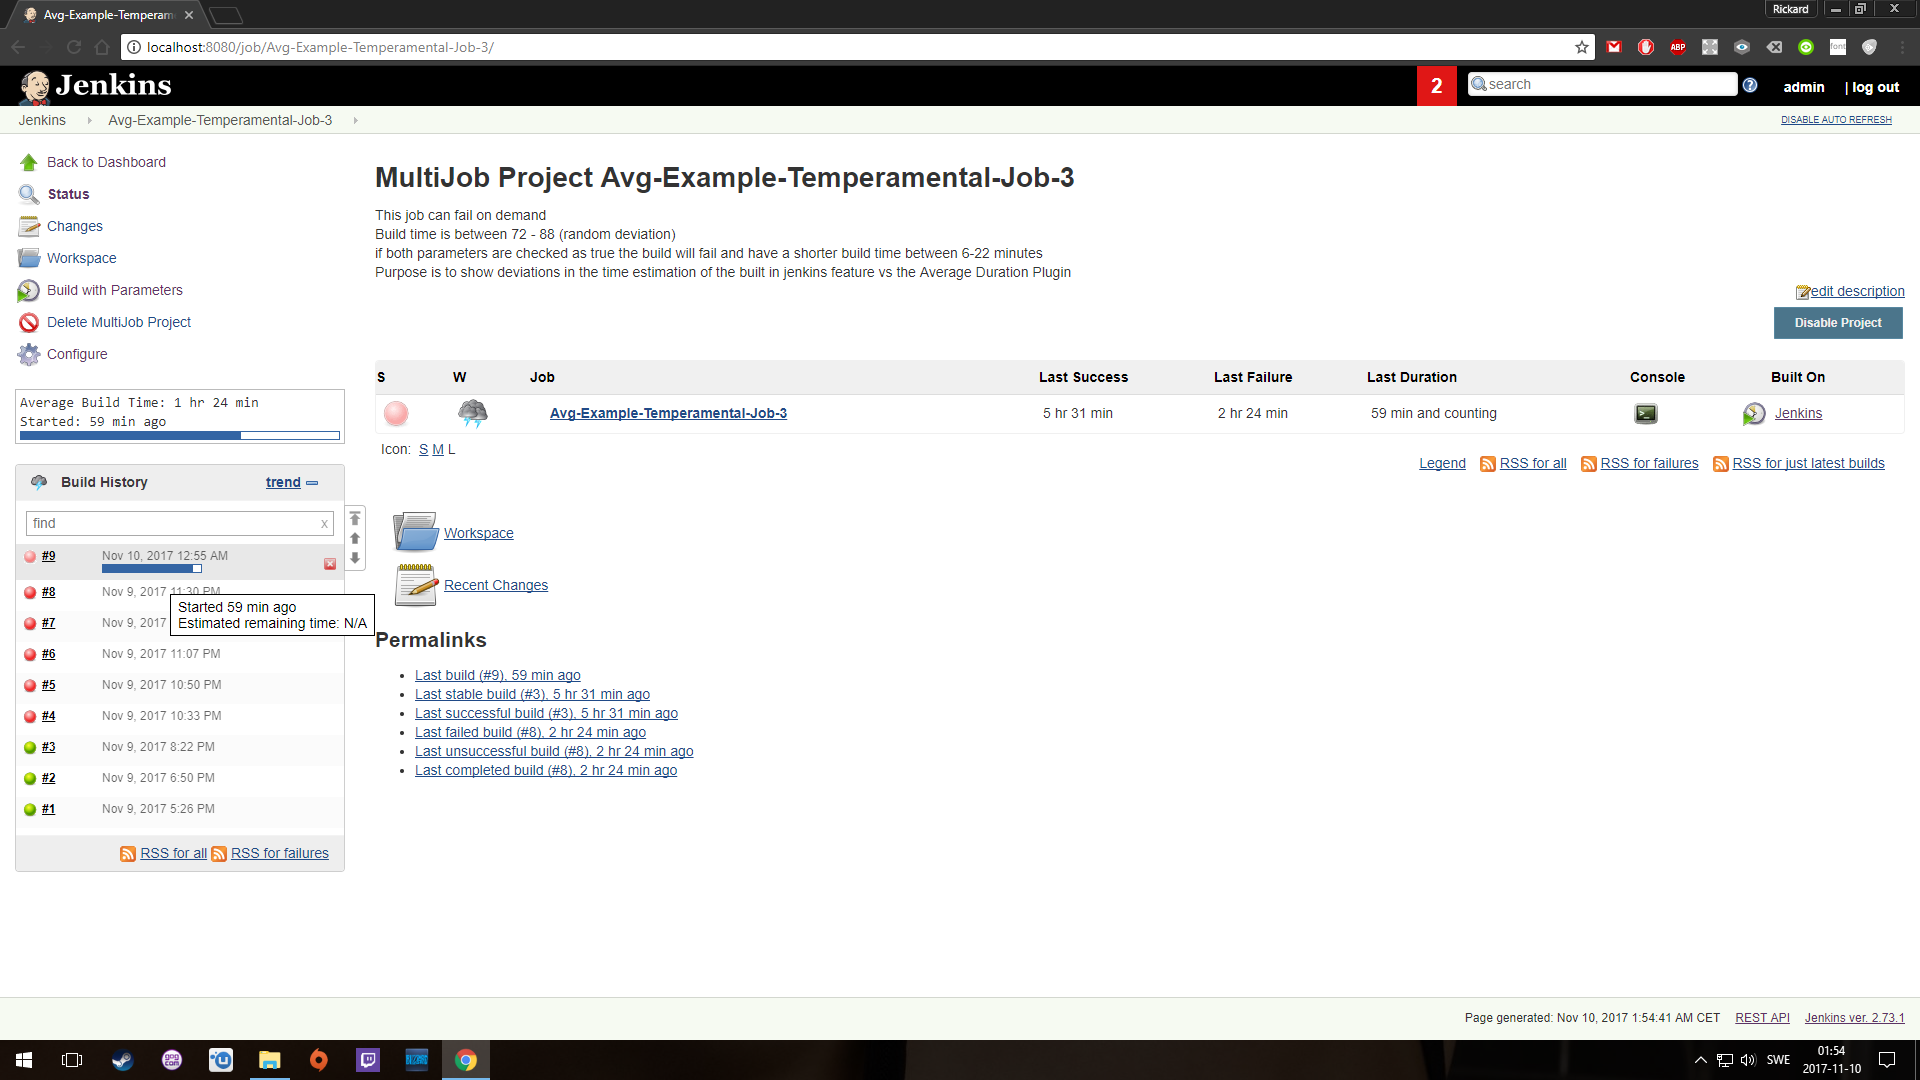 Avg-Example-Temperam
Rickard
localhost:8080/job/Avg-Example-Temperamental-Job-3/
ABP
font
Jenkins
2
search
admin
| log out
Jenkins
Avg-Example-Temperamental-Job-3
DISABLE AUTO REFRESH
Back to Dashboard
Status
Changes
Workspace
Build with Parameters
Delete MultiJob Project
Configure
Average Build Time: 1 hr 24 min
Started: 59 min ago
Build History
trend
find
x
#9 Nov 10, 2017 12:55 AM
#8 Nov 9, 2017 11:30 PM
Started 59 min ago
Estimated remaining time: N/A
#7 Nov 9, 2017
#6 Nov 9, 2017 11:07 PM
#5 Nov 9, 2017 10:50 PM
#4 Nov 9, 2017 10:33 PM
#3 Nov 9, 2017 8:22 PM
#2 Nov 9, 2017 6:50 PM
#1 Nov 9, 2017 5:26 PM
RSS for all RSS for failures
MultiJob Project Avg-Example-Temperamental-Job-3
This job can fail on demand
Build time is between 72 - 88 (random deviation)
if both parameters are checked as true the build will fail and have a shorter build time between 6-22 minutes
Purpose is to show deviations in the time estimation of the built in jenkins feature vs the Average Duration Plugin
edit description
Disable Project
S W Job Last Success Last Failure Last Duration Console Built On
Avg-Example-Temperamental-Job-3 5 hr 31 min 2 hr 24 min 59 min and counting Jenkins
Icon: S M L
Legend RSS for all RSS for failures RSS for just latest builds
Workspace
Recent Changes
Permalinks
Last build (#9), 59 min ago
Last stable build (#3), 5 hr 31 min ago
Last successful build (#3), 5 hr 31 min ago
Last failed build (#8), 2 hr 24 min ago
Last unsuccessful build (#8), 2 hr 24 min ago
Last completed build (#8), 2 hr 24 min ago
Page generated: Nov 10, 2017 1:54:41 AM CET REST API Jenkins ver. 2.73.1
gog
com
SWE
01:54
2017-11-10